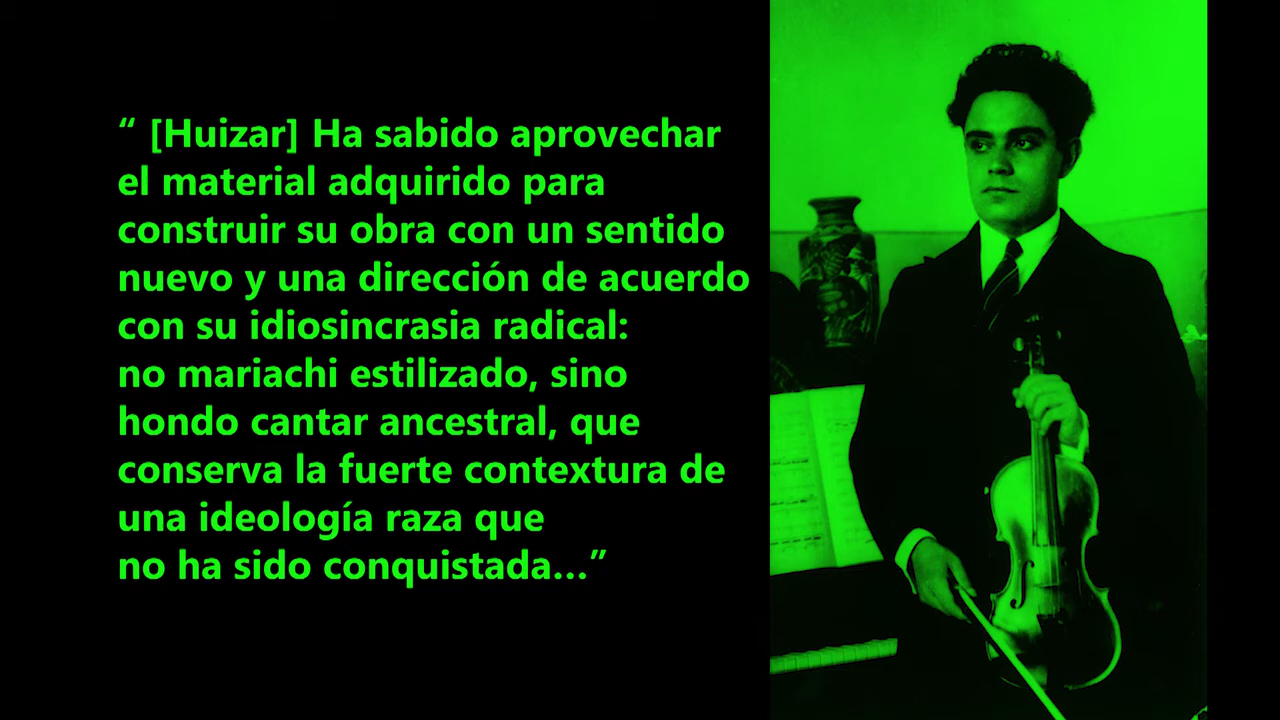 “ [Huizar] Ha sabido aprovechar
el material adquirido para
construir su obra con un sentido
nuevo y una dirección de acuerdo
con su idiosincrasia radical:
no mariachi estilizado, sino
hondo cantar ancestral, que
conserva la fuerte contextura de
una ideología raza que
no ha sido conquistada...”